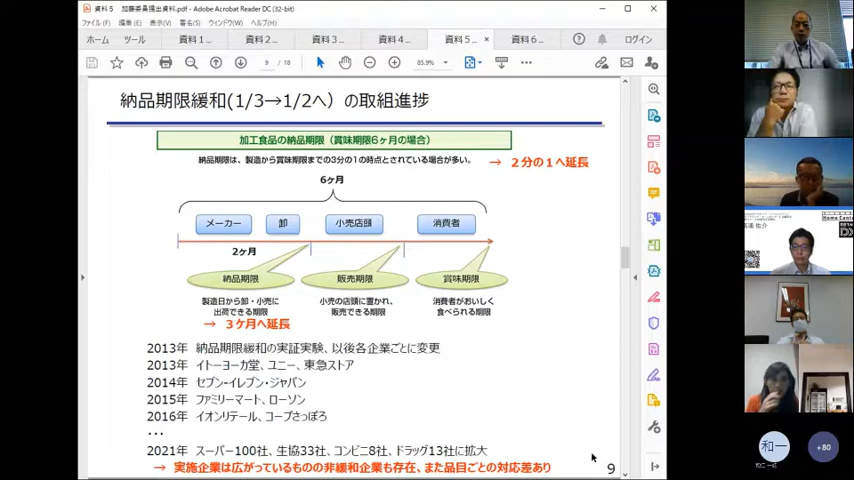 資料５ 加藤委員提出資料.pdf - Adobe Acrobat Reader DC (32-bit)
ファイル(F) 編集(E) 表示(V) 署名(S) ウィンドウ(W) ヘルプ(H)
ホーム ツール 資料１... 資料２... 資料３... 資料４... 資料５... × 資料６... ログイン
9 / 18 85.9%
納品期限緩和(1/3→1/2へ）の取組進捗
加工食品の納品期限（賞味期限6ヶ月の場合）
納品期限は、製造から賞味期限までの3分の1の時点とされている場合が多い。
→ ２分の１へ延長
6ヶ月
メーカー 卸 小売店頭 消費者
2ヶ月
納品期限 販売期限 賞味期限
製造日から卸・小売に
出荷できる期限
小売の店頭に置かれ、
販売できる期限
消費者がおいしく
食べられる期限
→ ３ケ月へ延長
2013年 納品期限緩和の実証実験、以後各企業ごとに変更
2013年 イトーヨーカ堂、ユニー、東急ストア
2014年 セブン-イレブン・ジャパン
2015年 ファミリーマート、ローソン
2016年 イオンリテール、コープさっぽろ
・・・
2021年 スーパー100社、生協33社、コンビニ8社、ドラッグ13社に拡大
→ 実施企業は広がっているものの非緩和企業も存在、また品目ごとの対応差あり
9
和一
+80